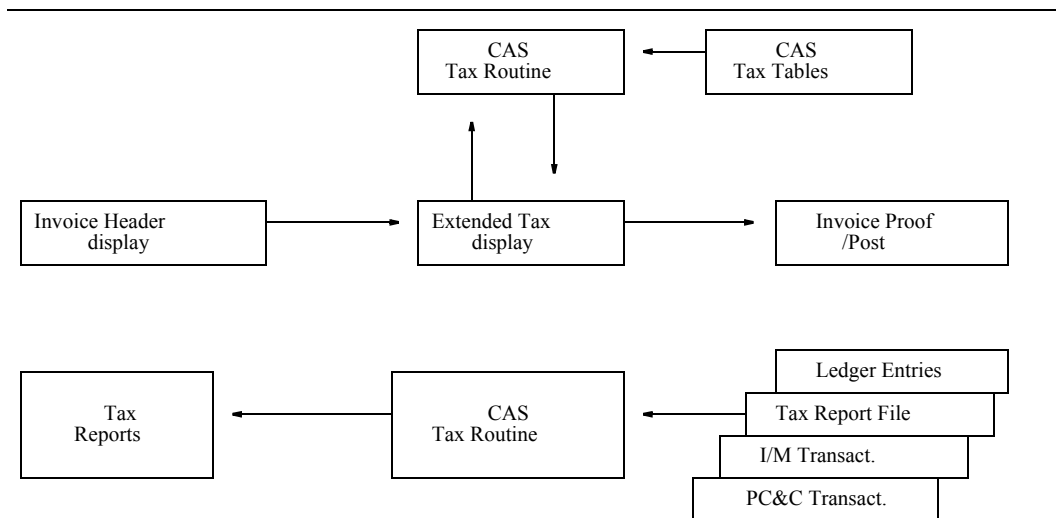 CAS
Tax Routine
CAS
Tax Tables
Invoice Header
display
Extended Tax
display
Invoice Proof
/Post
Tax
Reports
CAS
Tax Routine
Ledger Entries
Tax Report File
I/M Transact.
PC&C Transact.